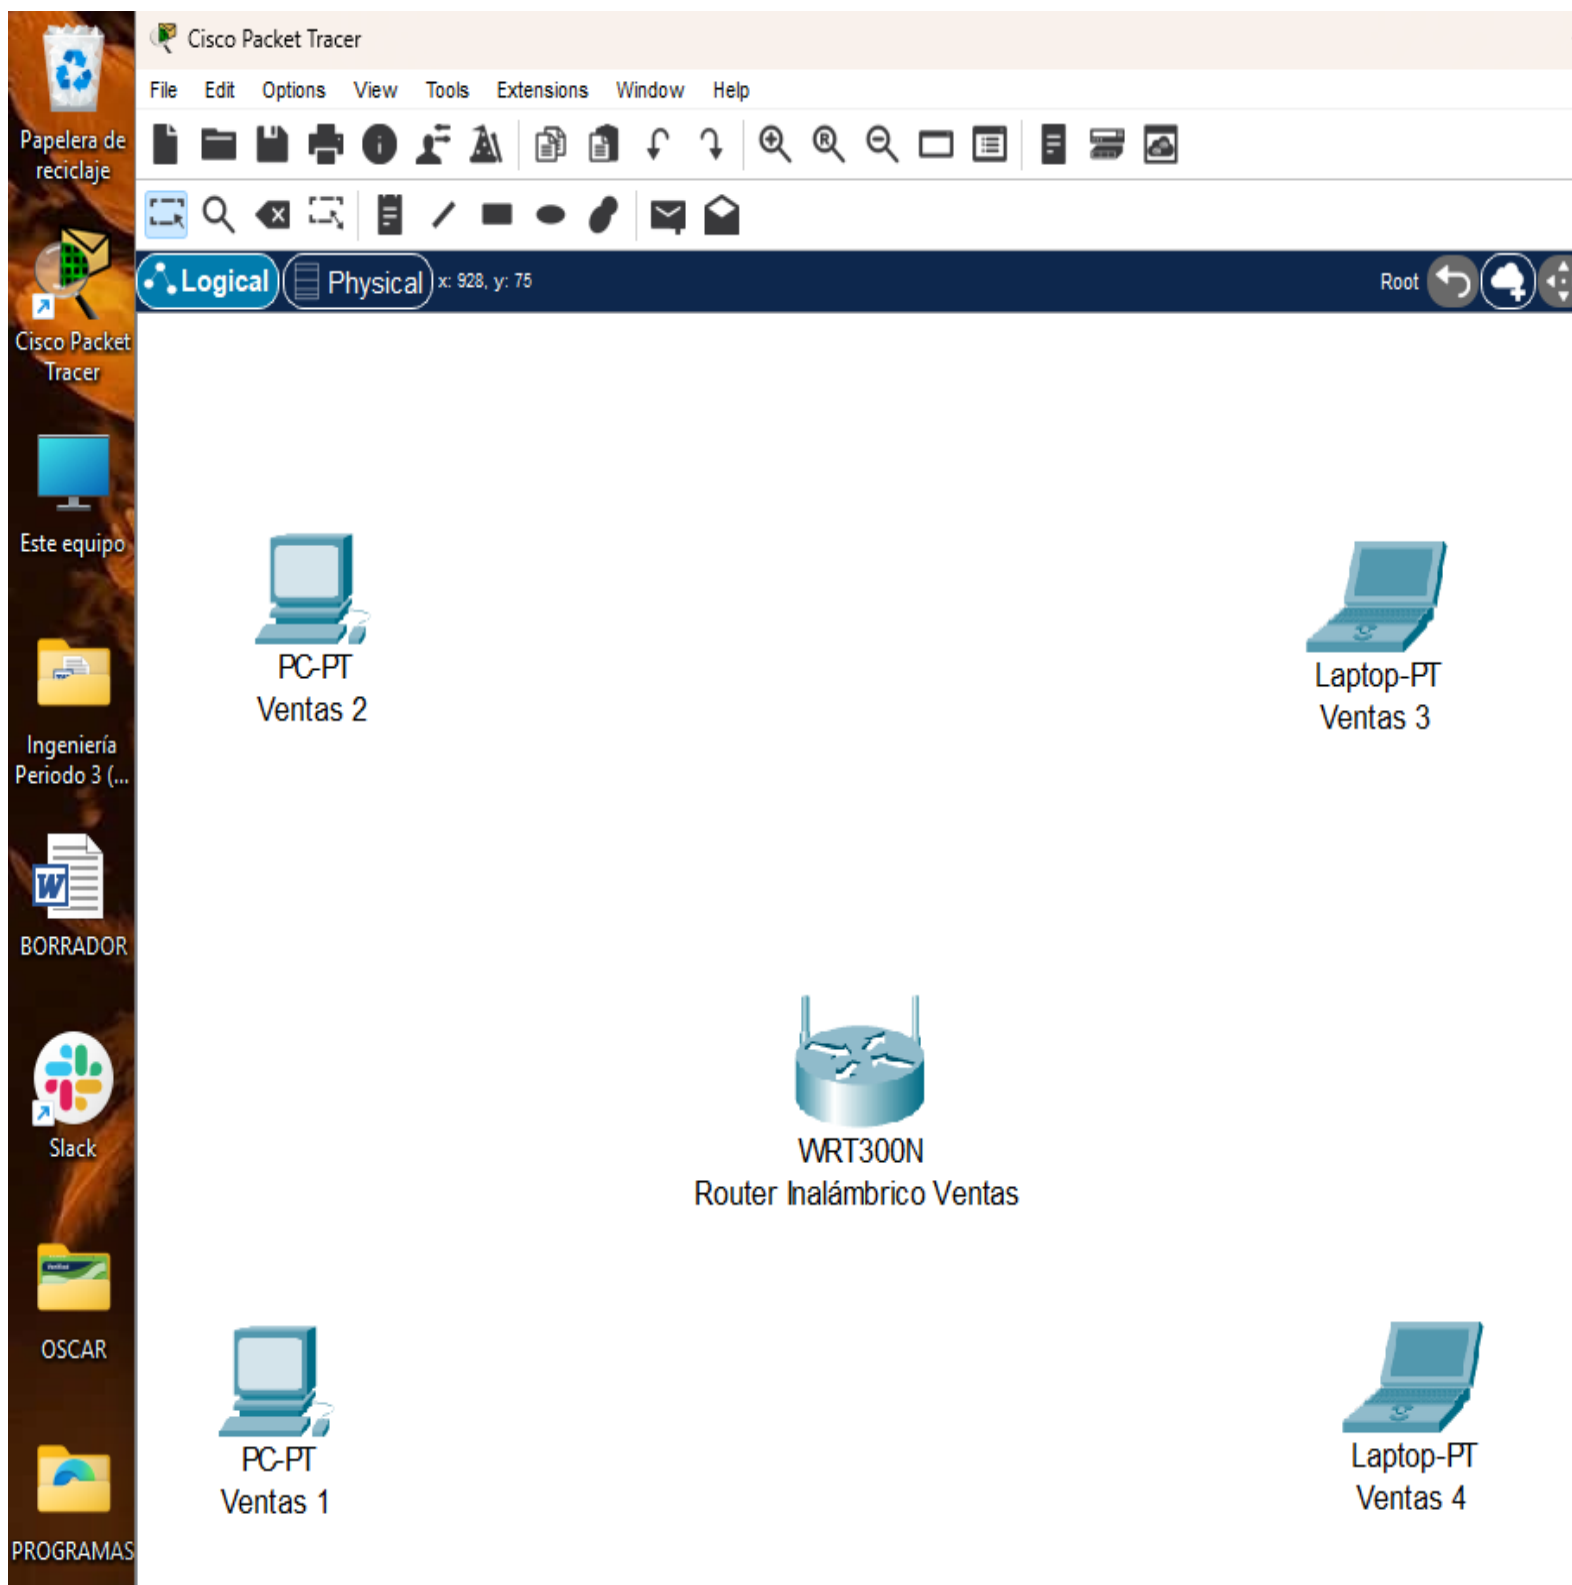 Cisco Packet Tracer
File Edit Options View Tools Extensions Window Help
Logical Physical x: 928, y: 75 Root
Papelera de
reciclaje
Cisco Packet
Tracer
Este equipo
Ingeniería
Periodo 3 (...
BORRADOR
Slack
OSCAR
PROGRAMAS
PC-PT
Ventas 2
Laptop-PT
Ventas 3
WRT300N
Router Inalámbrico Ventas
PC-PT
Ventas 1
Laptop-PT
Ventas 4